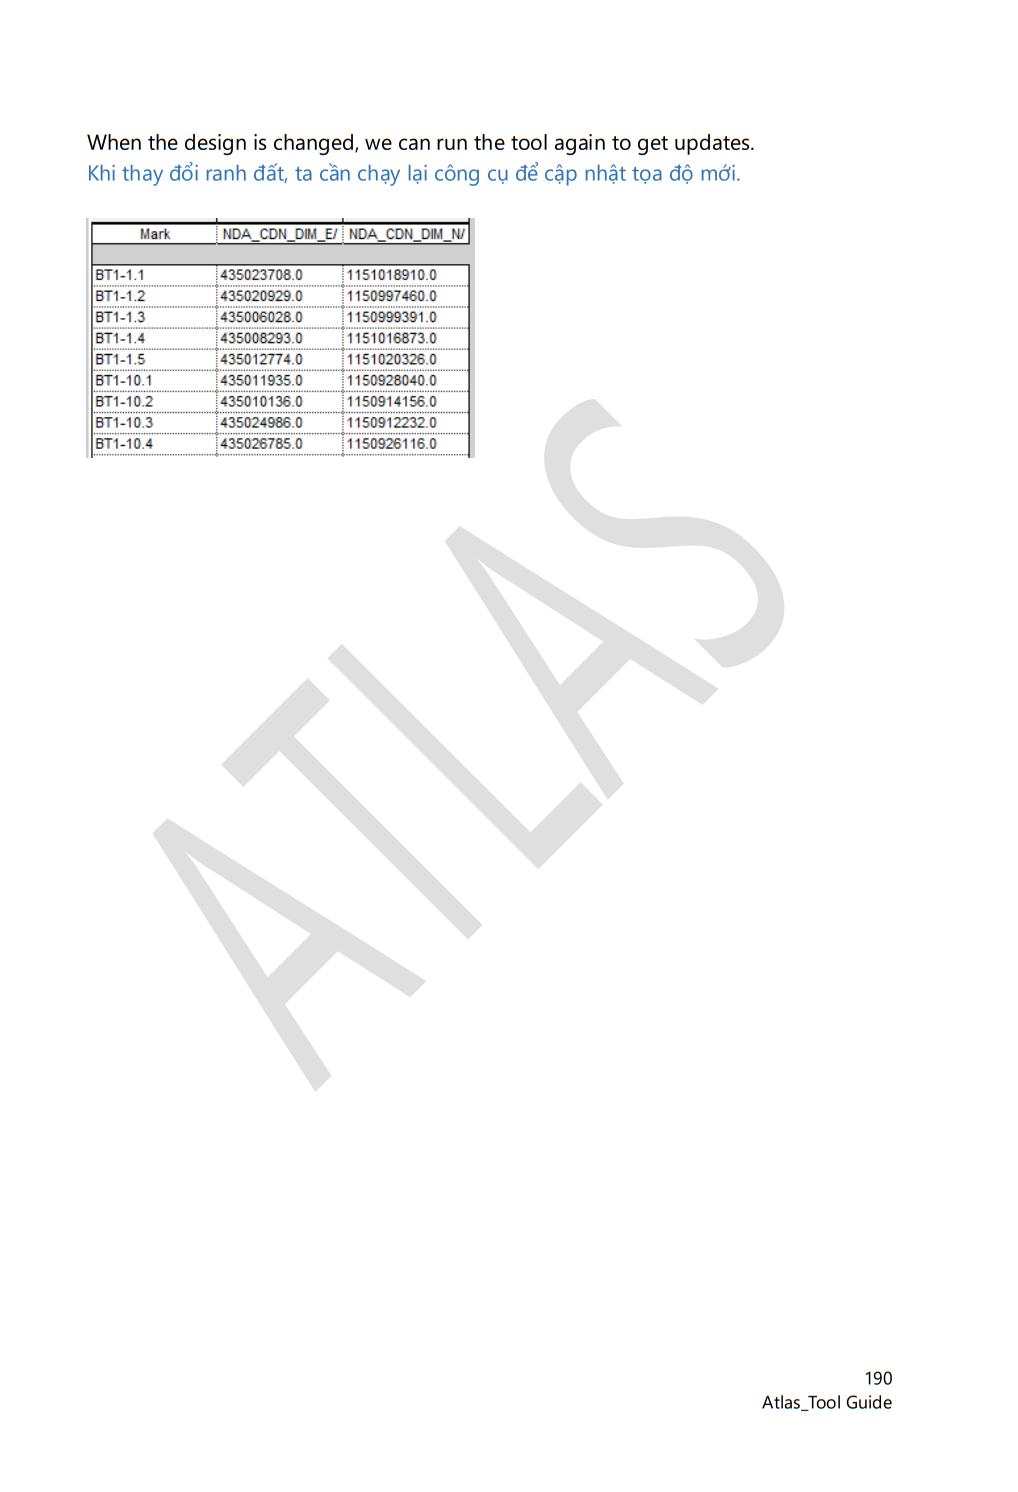 When the design is changed, we can run the tool again to get updates.
Khi thay đổi ranh đất, ta cần chạy lại công cụ để cập nhật tọa độ mới.
Mark NDA_CDN_DIM_E/ NDA_CDN_DIM_N/
BT1-1.1 435023708.0 1151018910.0
BT1-1.2 435020929.0 1150997460.0
BT1-1.3 435006028.0 1150999391.0
BT1-1.4 435008293.0 1151016873.0
BT1-1.5 435012774.0 1151020326.0
BT1-10.1 435011935.0 1150928040.0
BT1-10.2 435010136.0 1150914156.0
BT1-10.3 435024986.0 1150912232.0
BT1-10.4 435026785.0 1150926116.0
ATLAS
190
Atlas_Tool Guide